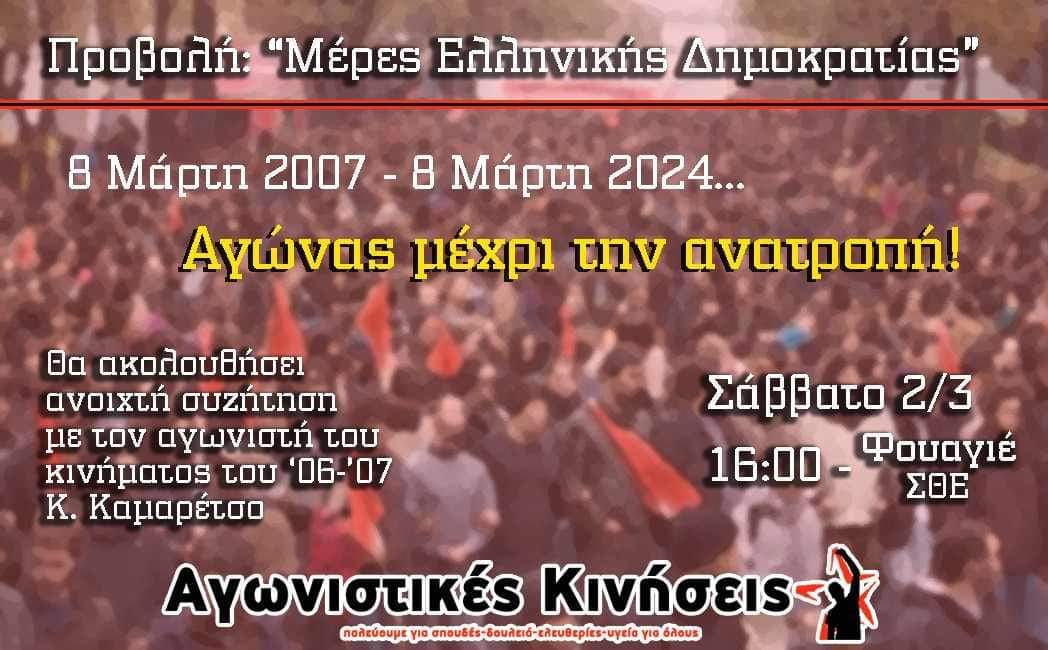 Προβολή: “Μέρες Ελληνικής Δημοκρατίας”
8 Μάρτη 2007 - 8 Μάρτη 2024...
Αγώνας μέχρι την ανατροπή!
Θα ακολουθήσει
ανοιχτή συζήτηση
με τον αγωνιστή του
κινήματος του ‘06-’07
Κ. Καμαρέτσο
Σάββατο 2/3
16:00 - Φουαγιέ
ΣΘΕ
Αγωνιστικές Κινήσεις
παλεύουμε για σπουδές-δουλειά-ελευθερίες-υγεία για όλους